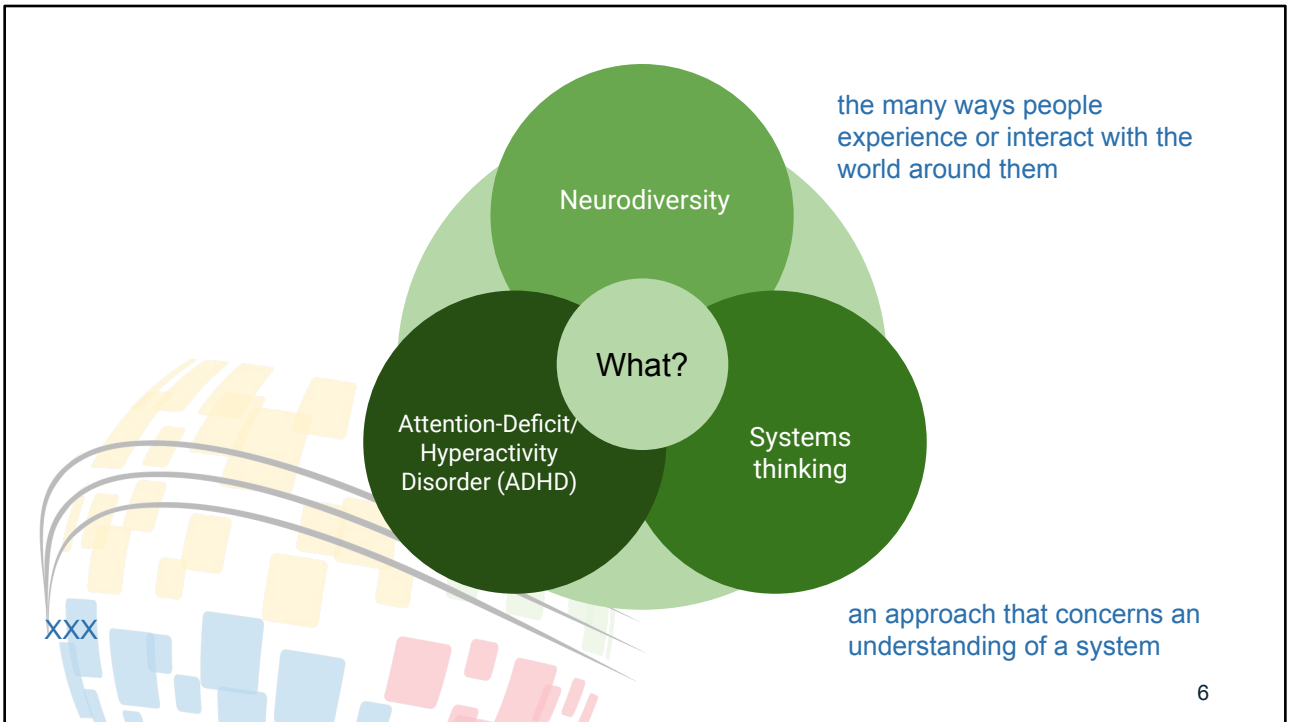 the many ways people
experience or interact with the
world around them
Neurodiversity
What?
Attention-Deficit/
Hyperactivity
Disorder (ADHD)
Systems
thinking
XXX
an approach that concerns an
understanding of a system
6